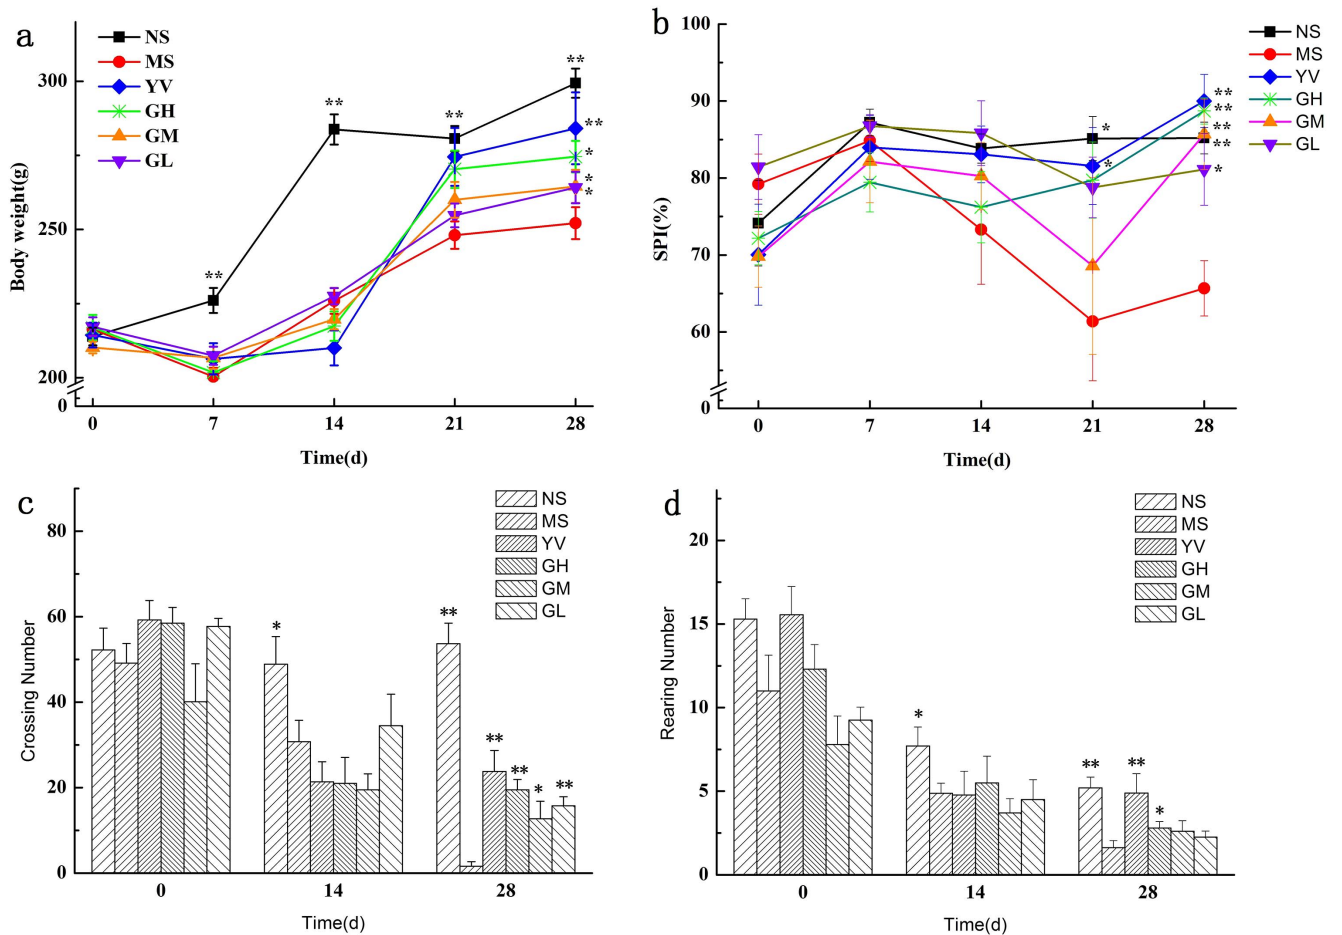 a
NS
MS
YV
GH
GM
GL
300
250
200
0
Body weight(g)
** ** ** ** ** * * *
0 7 14 21 28
Time(d)
b
NS
MS
YV
GH
GM
GL
100
90
80
70
60
0
SPI(%)
* * ** ** ** ** *
0 7 14 21 28
Time(d)
c
NS
MS
YV
GH
GM
GL
80
60
40
20
0
Crossing Number
* ** ** ** * **
0 14 28
Time(d)
d
NS
MS
YV
GH
GM
GL
20
15
10
5
0
Rearing Number
* ** ** *
0 14 28
Time(d)